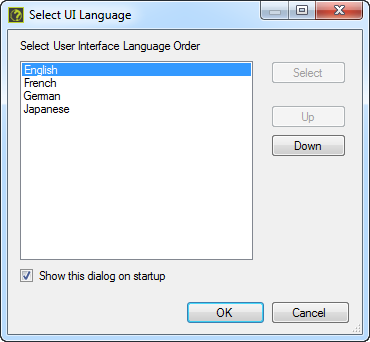 Select UI Language
Select User Interface Language Order
English
French
German
Japanese
Select
Up
Down
Show this dialog on startup
OK
Cancel